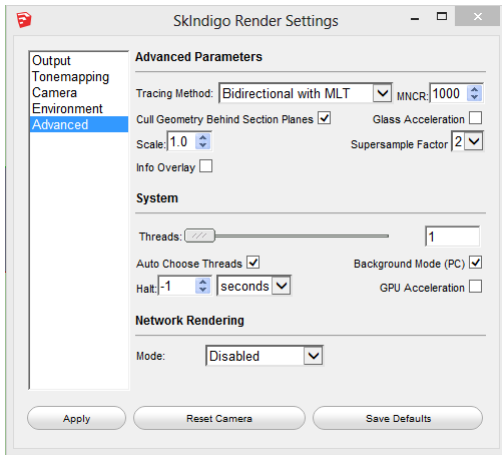 SkIndigo Render Settings
Output
Tonemapping
Camera
Environment
Advanced
Advanced Parameters
Tracing Method: Bidirectional with MLT MNCR: 1000
Cull Geometry Behind Section Planes Glass Acceleration
Scale: 1.0 Supersample Factor 2
Info Overlay
System
Threads: 1
Auto Choose Threads Background Mode (PC)
Halt: -1 seconds GPU Acceleration
Network Rendering
Mode: Disabled
Apply Reset Camera Save Defaults